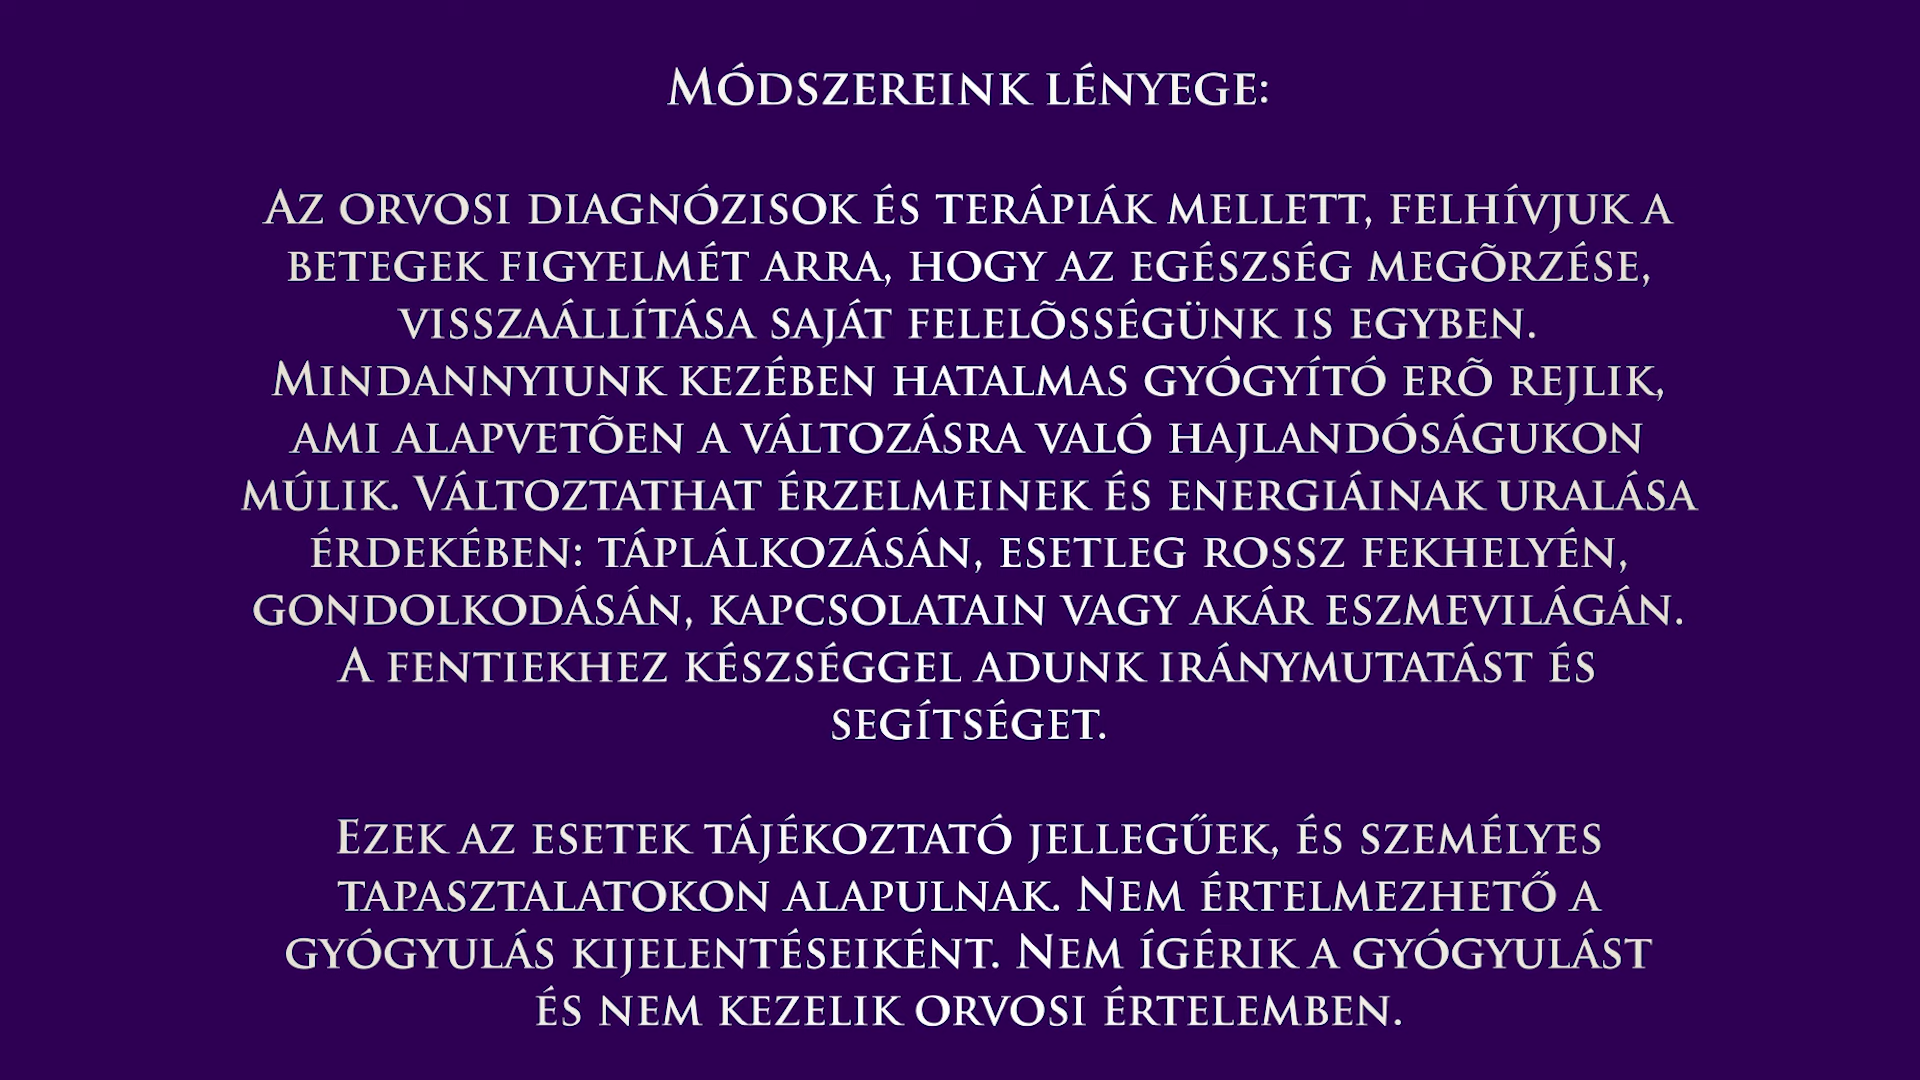 Módszereink lényege:
Az orvosi diagnózisok és terápiák mellett, felhívjuk a
betegek figyelmét arra, hogy az egészség megõrzése,
visszaállítása saját felelõsségünk is egyben.
Mindannyiunk kezében hatalmas gyógyító erõ rejlik,
ami alapvetõen a változásra való hajlandóságukon
múlik. Változtathat érzelmeinek és energiáinak uralása
érdekében: táplálkozásán, esetleg rossz fekhelyén,
gondolkodásán, kapcsolatain vagy akár eszmevilágán.
A fentiekhez készséggel adunk iránymutatást és
segítséget.
Ezek az esetek tájékoztató jellegűek, és személyes
tapasztalatokon alapulnak. Nem értelmezhető a
gyógyulás kijelentéseiként. Nem ígérik a gyógyulást
és nem kezelik orvosi értelemben.